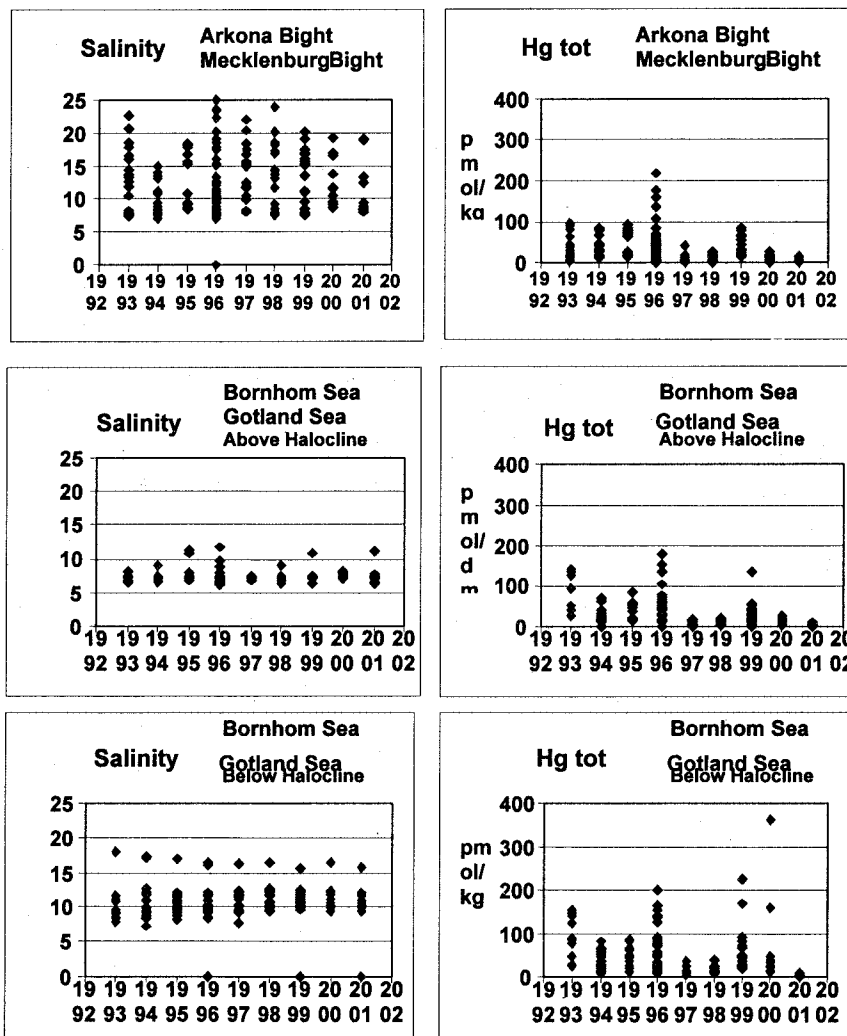 Salinity
Arkona Bight
MecklenburgBight
25
20
15
10
5
0
19 19 19 19 19 19 19 19 20 20 20
92 93 94 95 96 97 98 99 00 01 02
Hg tot
Arkona Bight
MecklenburgBight
p
m
ol/
kg
400
300
200
100
0
19 19 19 19 19 19 19 19 20 20 20
92 93 94 95 96 97 98 99 00 01 02
Salinity
Bornhom Sea
Gotland Sea
Above Halocline
25
20
15
10
5
0
19 19 19 19 19 19 19 19 20 20 20
92 93 94 95 96 97 98 99 00 01 02
Hg tot
Bornhom Sea
Gotland Sea
Above Halocline
p
m
ol/
d
m
400
300
200
100
0
19 19 19 19 19 19 19 19 20 20 20
92 93 94 95 96 97 98 99 00 01 02
Salinity
Bornhom Sea
Gotland Sea
Below Halocline
25
20
15
10
5
0
19 19 19 19 19 19 19 19 20 20 20
92 93 94 95 96 97 98 99 00 01 02
Hg tot
Bornhom Sea
Gotland Sea
Below Halocline
pm
ol/
kg
400
300
200
100
0
19 19 19 19 19 19 19 19 20 20 20
92 93 94 95 96 97 98 99 00 01 02